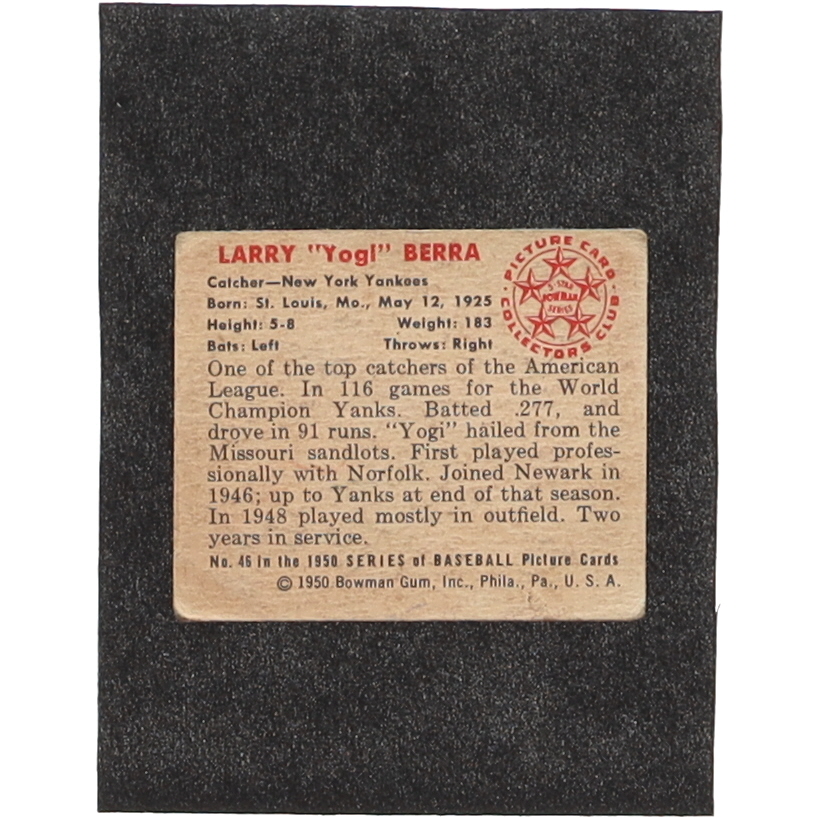 LARRY "Yogi" BERRA
Catcher—New York Yankees
Born: St. Louis, Mo., May 12, 1925
Height: 5-8 Weight: 183
Bats: Left Throws: Right
PICTURE CARD
COLLECTORS CLUB
5-STAR
BOWMAN
SERIES
One of the top catchers of the American
League. In 116 games for the World
Champion Yanks. Batted .277, and
drove in 91 runs. "Yogi" hailed from the
Missouri sandlots. First played profes-
sionally with Norfolk. Joined Newark in
1946; up to Yanks at end of that season.
In 1948 played mostly in outfield. Two
years in service.
No. 46 in the 1950 SERIES of BASEBALL Picture Cards
© 1950 Bowman Gum, Inc., Phila., Pa., U. S. A.